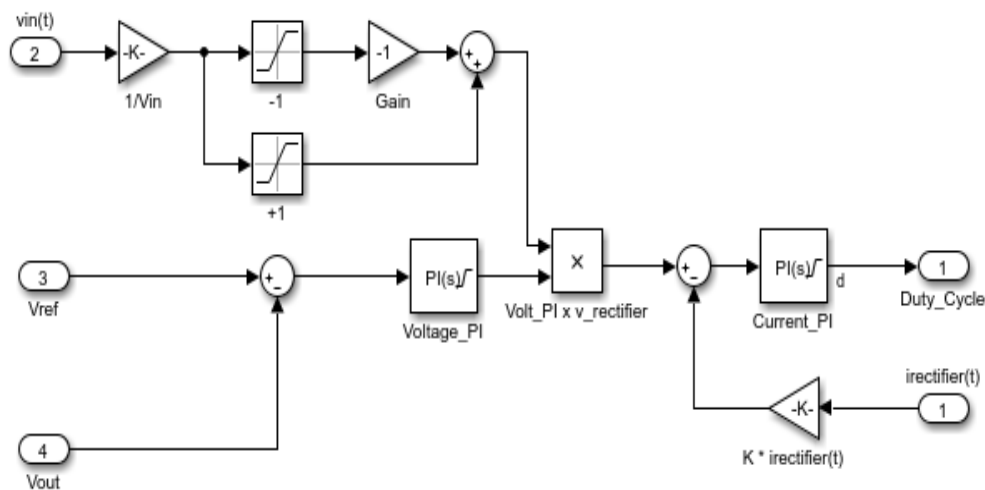 vin(t)
2
-K-
1/Vin
-1
-1
Gain
+
+
+1
3
Vref
+
-
PI(s)
Voltage_PI
×
Volt_PI x v_rectifier
+
-
PI(s)
d
Current_PI
1
Duty_Cycle
irectifier(t)
1
-K-
K * irectifier(t)
4
Vout